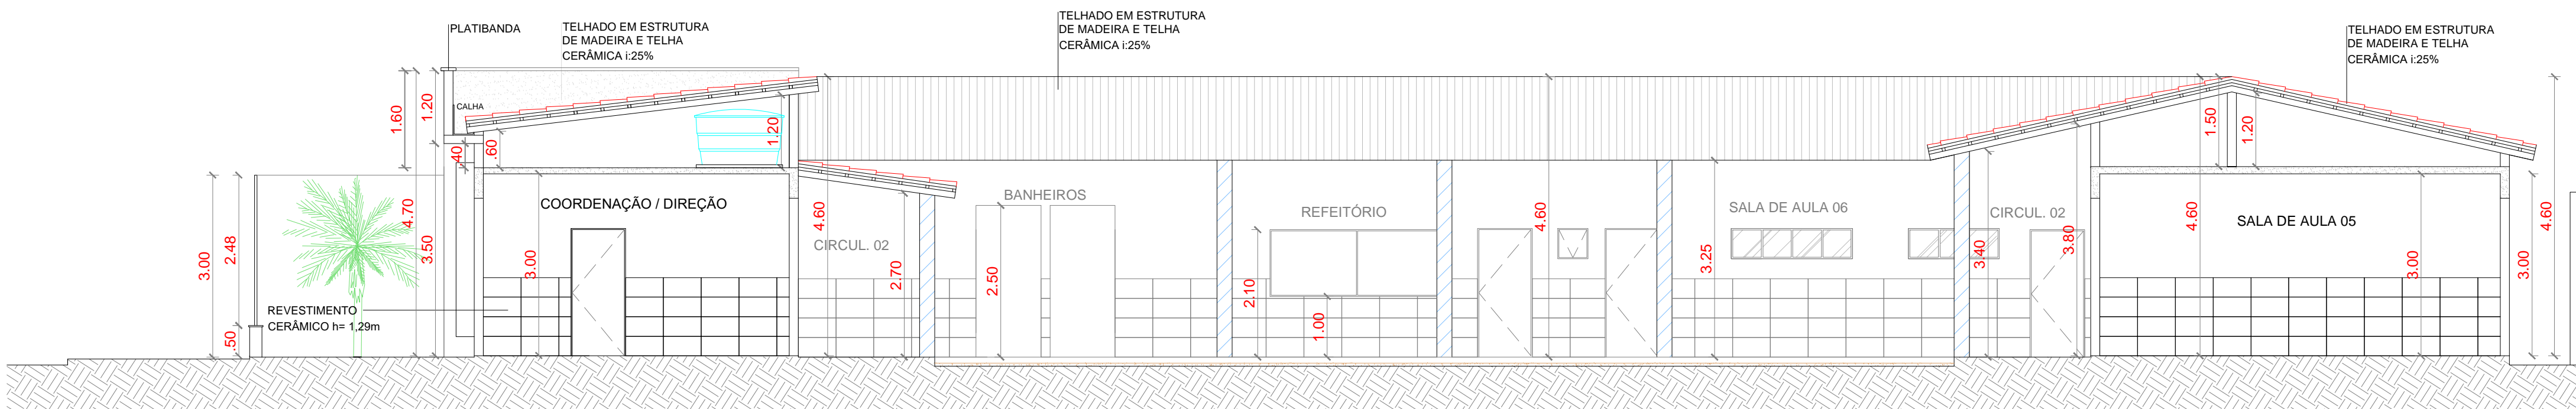 PLATIBANDA
TELHADO EM ESTRUTURA
DE MADEIRA E TELHA
CERÂMICA i:25%
TELHADO EM ESTRUTURA
DE MADEIRA E TELHA
CERÂMICA i:25%
TELHADO EM ESTRUTURA
DE MADEIRA E TELHA
CERÂMICA i:25%
CALHA
1.60
1.20
.40
.60
1.20
1.50
1.20
COORDENAÇÃO / DIREÇÃO
BANHEIROS
REFEITÓRIO
SALA DE AULA 06
CIRCUL. 02
SALA DE AULA 05
CIRCUL. 02
3.00
2.48
.50
4.70
3.50
3.00
4.60
2.70
2.50
2.10
1.00
4.60
3.25
3.40
3.80
4.60
3.00
3.00
4.60
REVESTIMENTO
CERÂMICO h= 1,29m